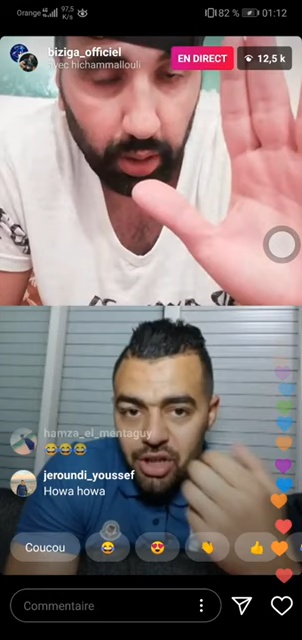 Orange 4G 97,5 K/s 82 % 01:12
biziga_officiel
avec hichammallouli
EN DIRECT 12,5 k
hamza_el_mentaguy
😂😂😂
jeroundi_youssef
Howa howa
Coucou 😂 😍 👏 👍
Commentaire